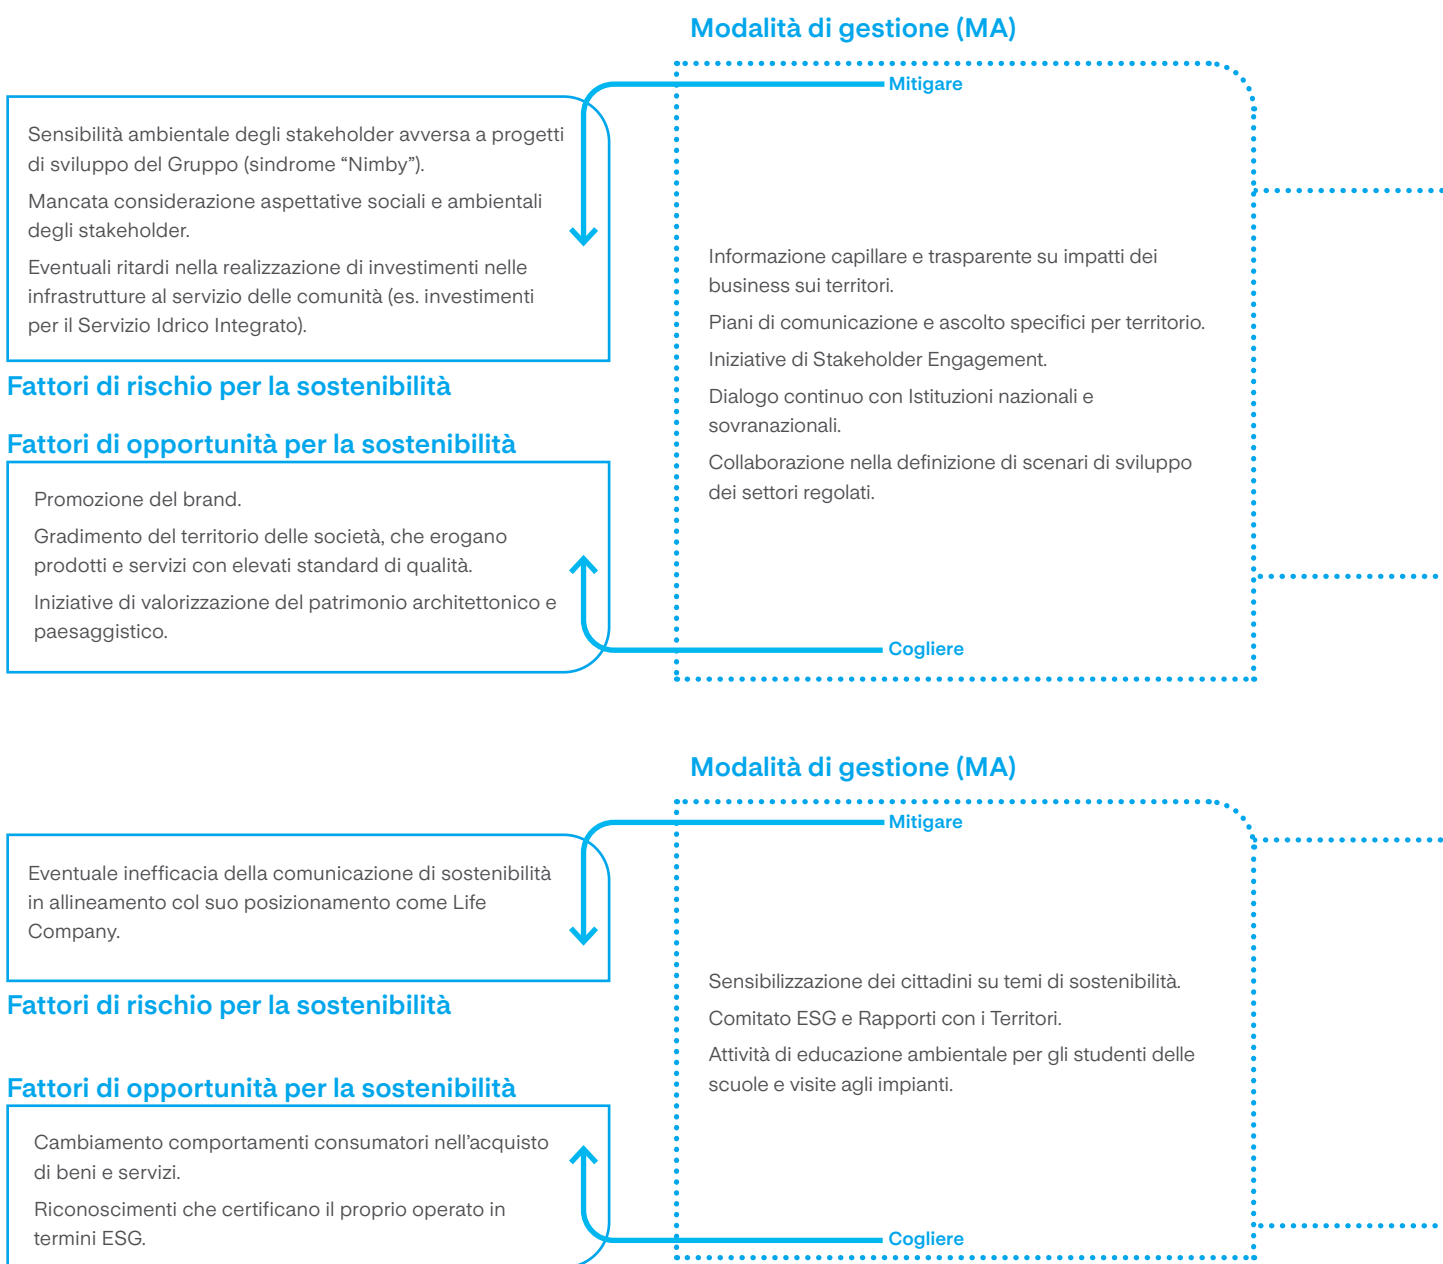 Modalità di gestione (MA)
Mitigare
Sensibilità ambientale degli stakeholder avversa a progetti
di sviluppo del Gruppo (sindrome “Nimby”).
Mancata considerazione aspettative sociali e ambientali
degli stakeholder.
Eventuali ritardi nella realizzazione di investimenti nelle
infrastrutture al servizio delle comunità (es. investimenti
per il Servizio Idrico Integrato).
Fattori di rischio per la sostenibilità
Fattori di opportunità per la sostenibilità
Promozione del brand.
Gradimento del territorio delle società, che erogano
prodotti e servizi con elevati standard di qualità.
Iniziative di valorizzazione del patrimonio architettonico e
paesaggistico.
Informazione capillare e trasparente su impatti dei
business sui territori.
Piani di comunicazione e ascolto specifici per territorio.
Iniziative di Stakeholder Engagement.
Dialogo continuo con Istituzioni nazionali e
sovranazionali.
Collaborazione nella definizione di scenari di sviluppo
dei settori regolati.
Cogliere
Modalità di gestione (MA)
Mitigare
Eventuale inefficacia della comunicazione di sostenibilità
in allineamento col suo posizionamento come Life
Company.
Fattori di rischio per la sostenibilità
Fattori di opportunità per la sostenibilità
Cambiamento comportamenti consumatori nell’acquisto
di beni e servizi.
Riconoscimenti che certificano il proprio operato in
termini ESG.
Sensibilizzazione dei cittadini su temi di sostenibilità.
Comitato ESG e Rapporti con i Territori.
Attività di educazione ambientale per gli studenti delle
scuole e visite agli impianti.
Cogliere